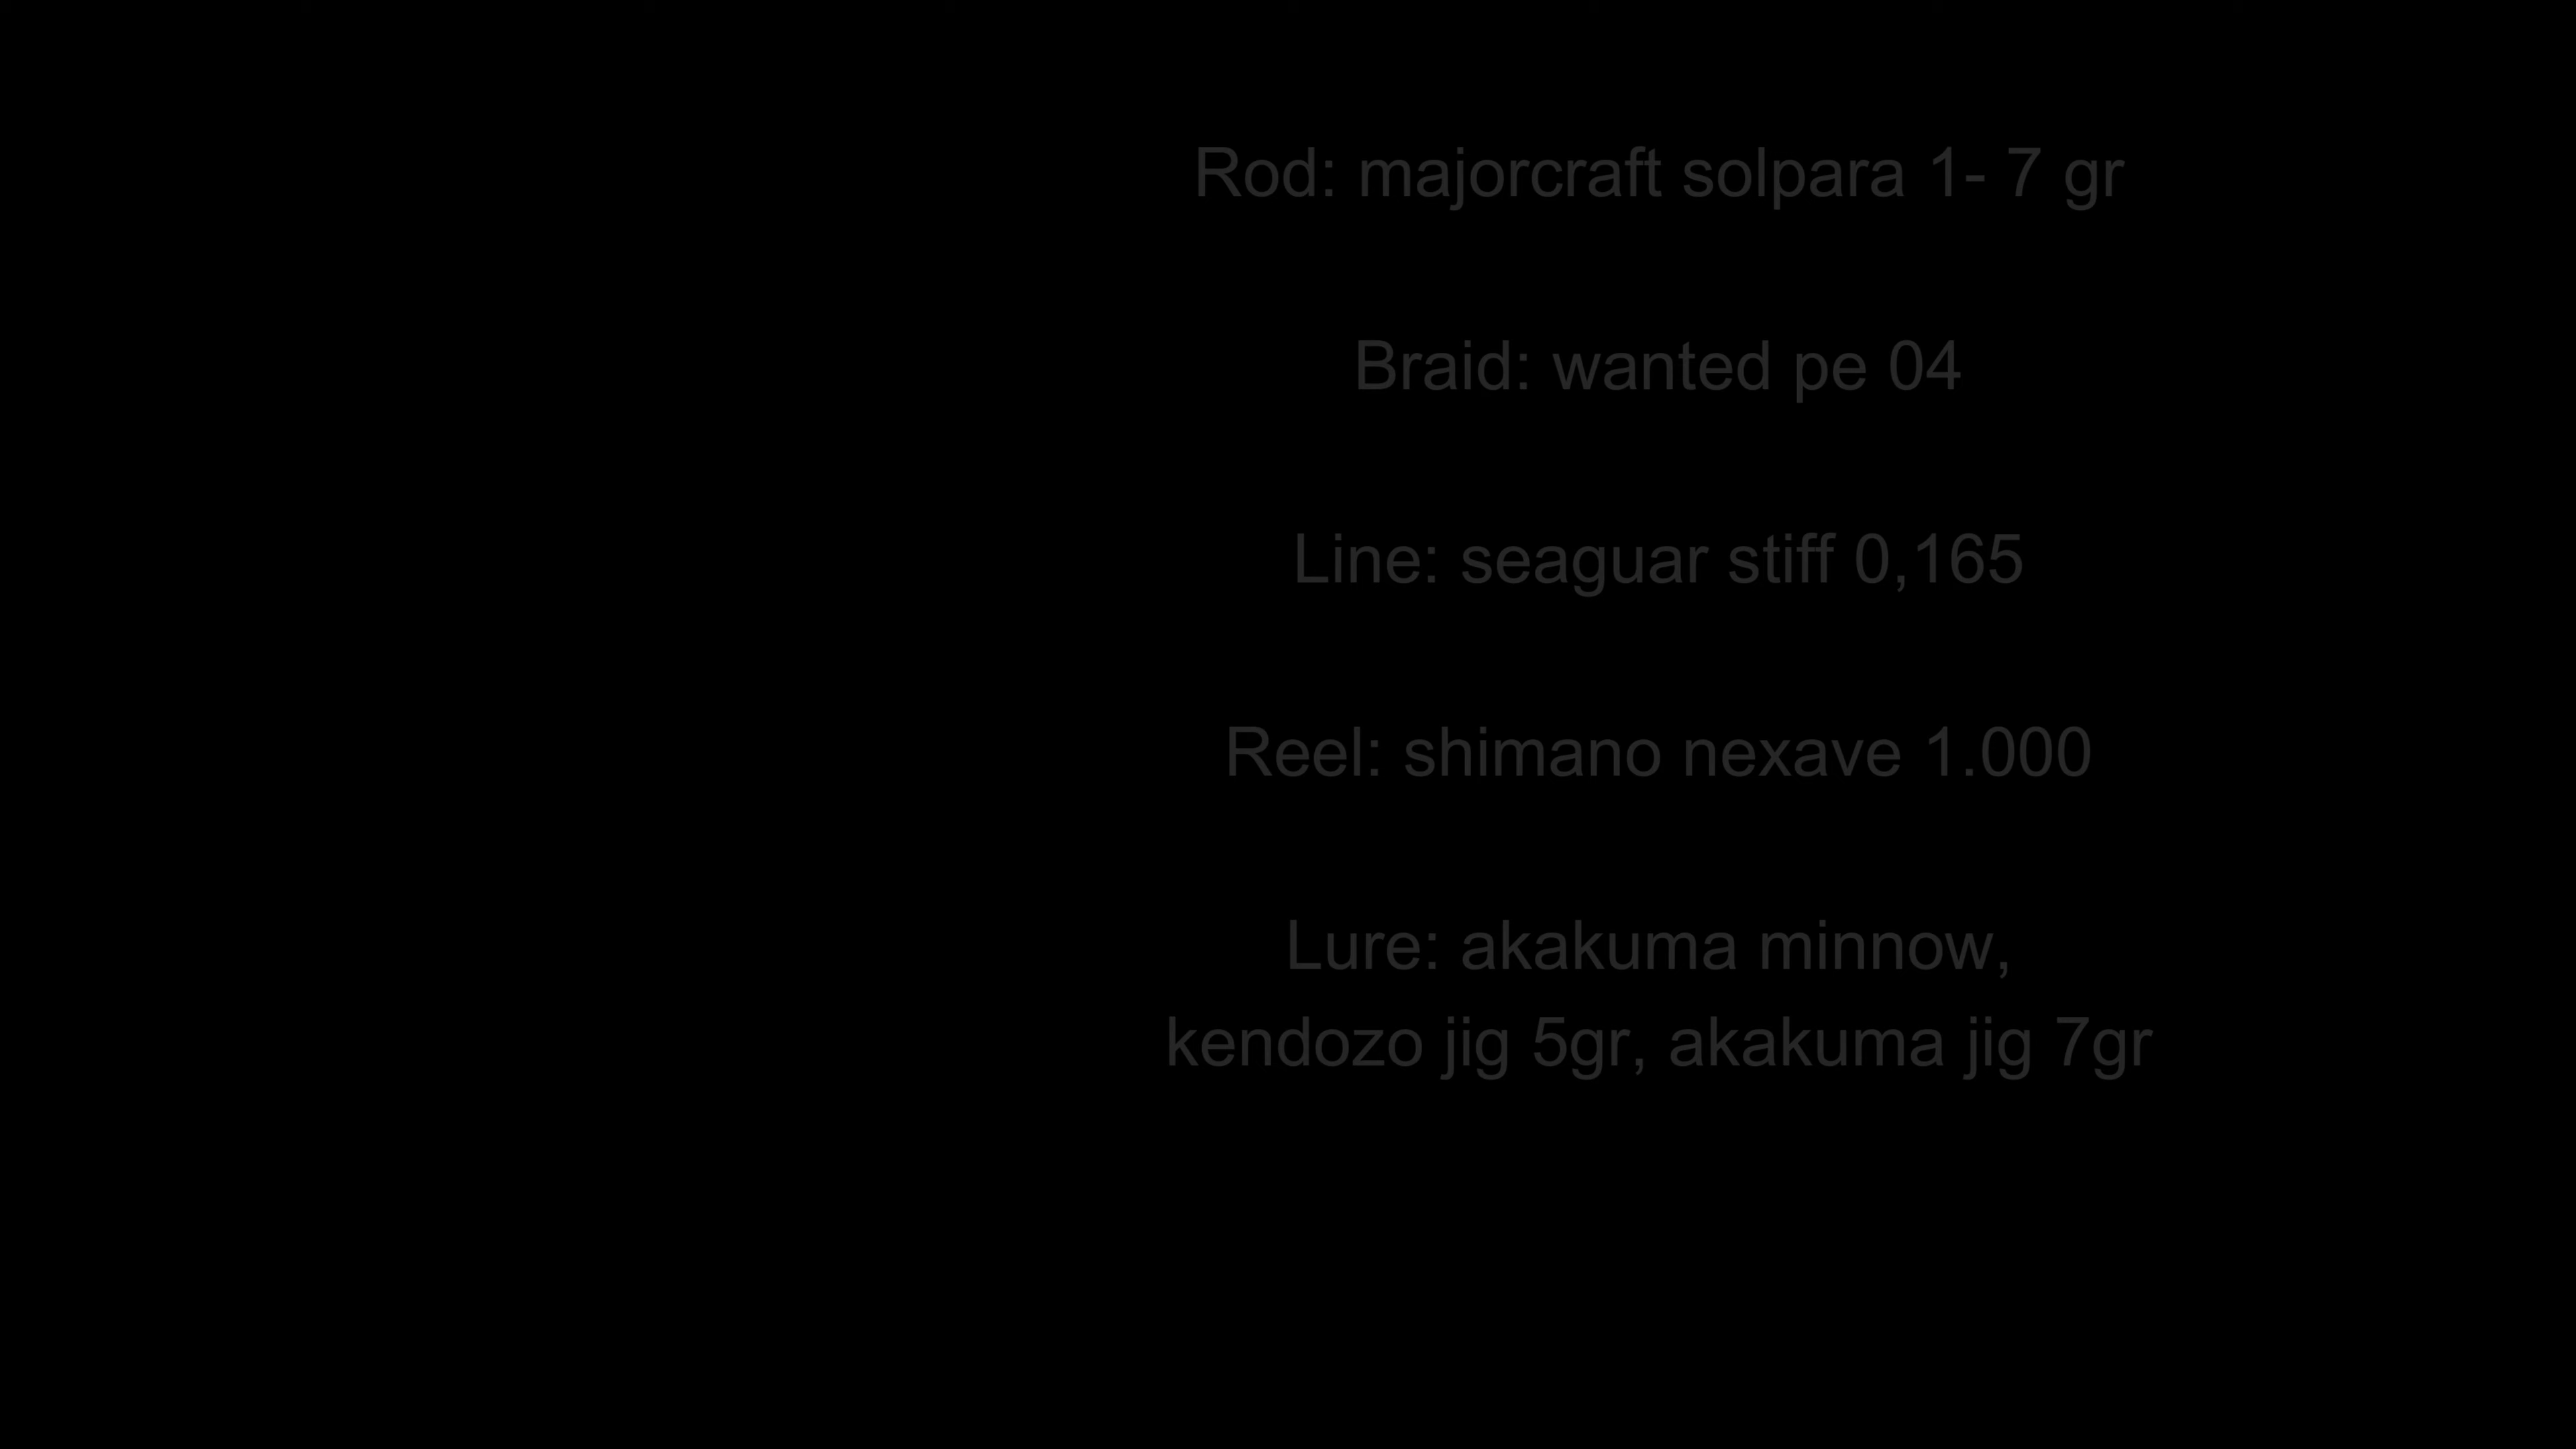 Rod: majorcraft solpara 1- 7 gr
Braid: wanted pe 04
Line: seaguar stiff 0,165
Reel: shimano nexave 1.000
Lure: akakuma minnow,
kendozo jig 5gr, akakuma jig 7gr